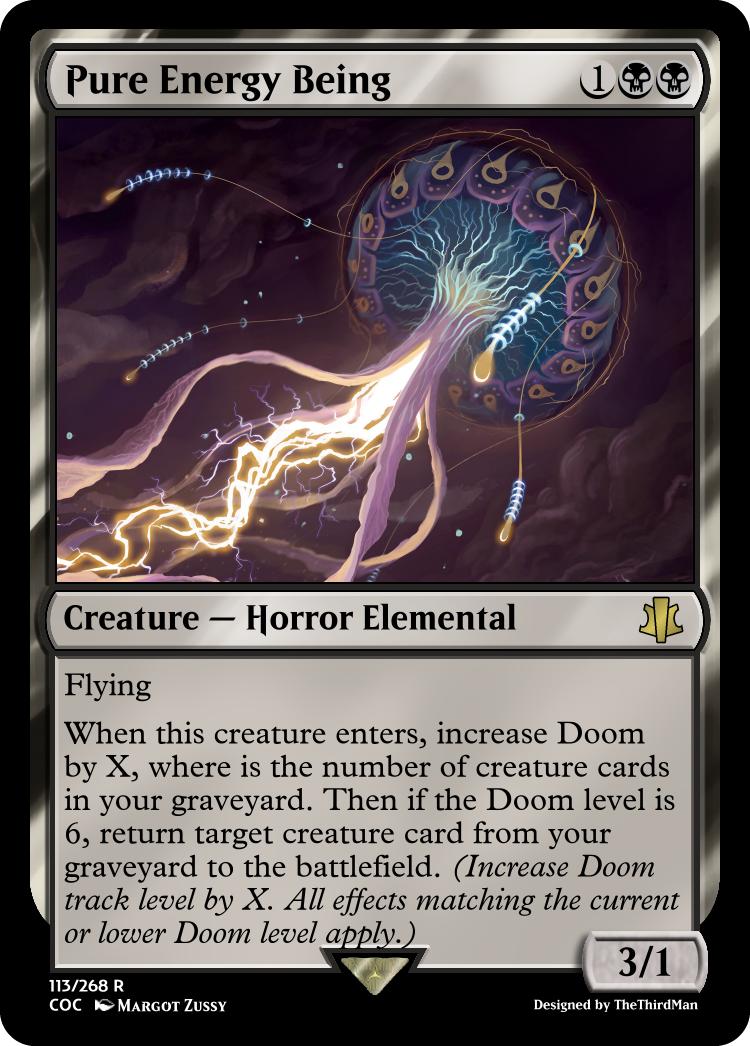 Pure Energy Being 1
Creature — Horror Elemental
Flying
When this creature enters, increase Doom
by X, where is the number of creature cards
in your graveyard. Then if the Doom level is
6, return target creature card from your
graveyard to the battlefield. (Increase Doom
track level by X. All effects matching the current
or lower Doom level apply.)
3/1
113/268 R
COC Margot Zussy
Designed by TheThirdMan